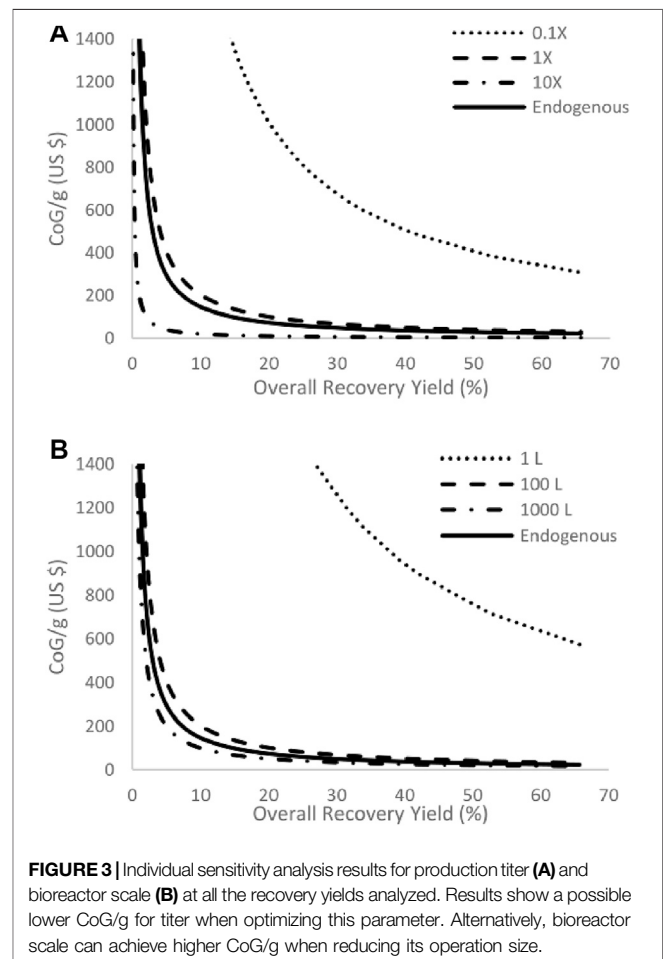 A
1400
1200
1000
800
600
400
200
0
CoG/g (US $)
0 10 20 30 40 50 60 70
Overall Recovery Yield (%)
0.1X
1X
10X
Endogenous
B
1400
1200
1000
800
600
400
200
0
CoG/g (US $)
0 10 20 30 40 50 60 70
Overall Recovery Yield (%)
1 L
100 L
1000 L
Endogenous
FIGURE 3 | Individual sensitivity analysis results for production titer (A) and
bioreactor scale (B) at all the recovery yields analyzed. Results show a possible
lower CoG/g for titer when optimizing this parameter. Alternatively, bioreactor
scale can achieve higher CoG/g when reducing its operation size.